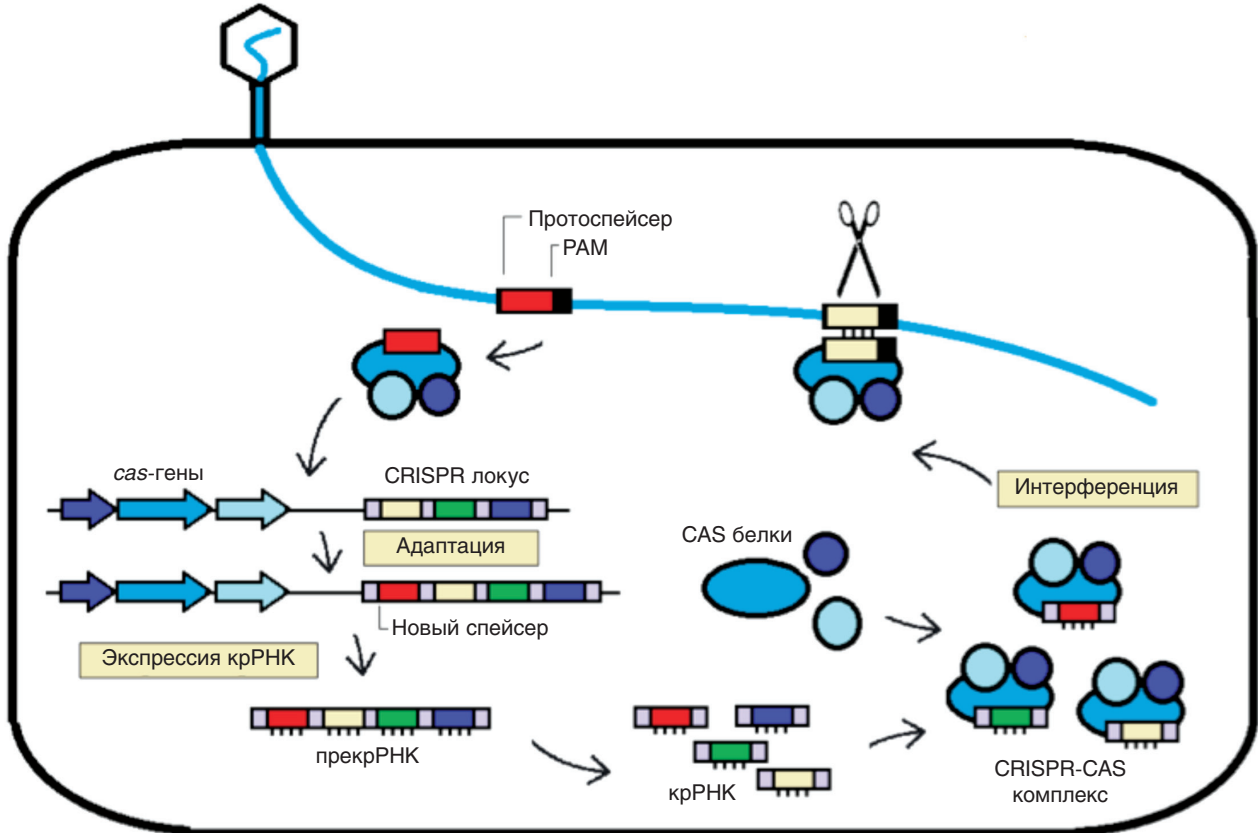 Протоспейсер
PAM
cas-гены
CRISPR локус
Адаптация
Новый спейсер
Экспрессия крРНК
прекрРНК
крРНК
CAS белки
Интерференция
CRISPR-CAS
комплекс